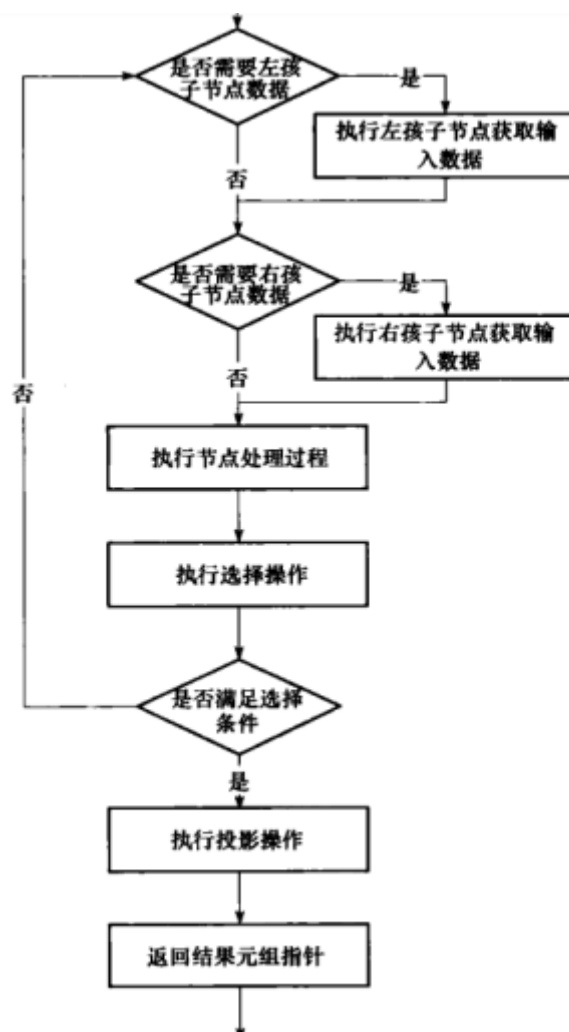 是否需要左孩
子节点数据
是
执行左孩子节点获取输
入数据
否
是否需要右孩
子节点数据
是
执行右孩子节点获取输
入数据
否
否
执行节点处理过程
执行选择操作
是否满足选择
条件
是
执行投影操作
返回结果元组指针